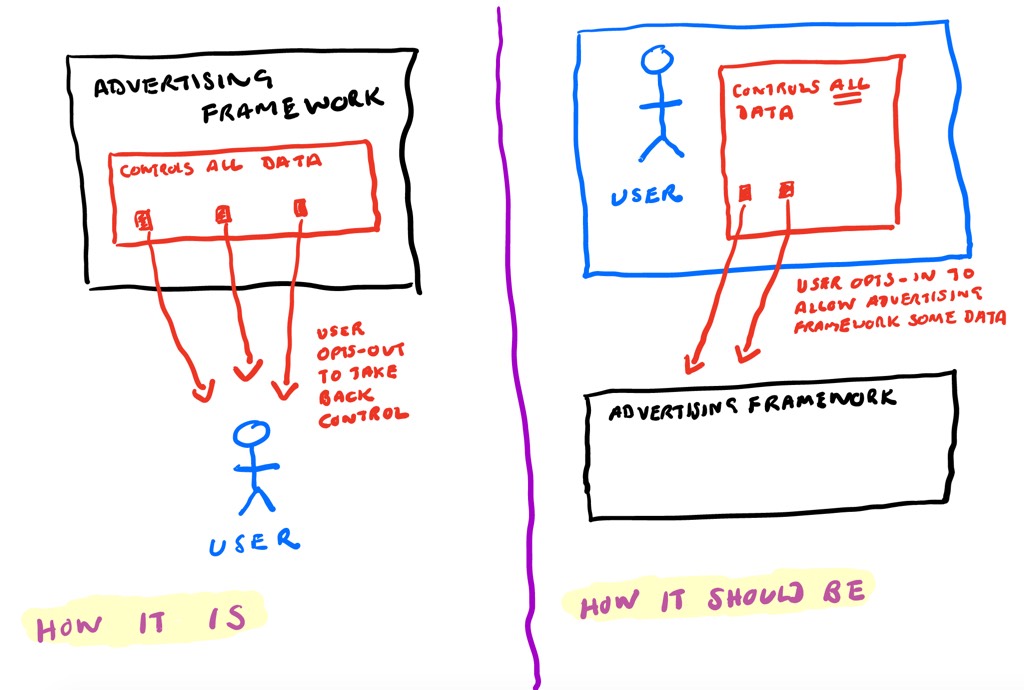 ADVERTISING
FRAMEWORK
CONTROLS ALL DATA
USER
OPTS-OUT
TO TAKE
BACK
CONTROL
USER
HOW IT IS
CONTROLS ALL
DATA
USER
USER OPTS-IN TO
ALLOW ADVERTISING
FRAMEWORK SOME DATA
ADVERTISING FRAMEWORK
HOW IT SHOULD BE